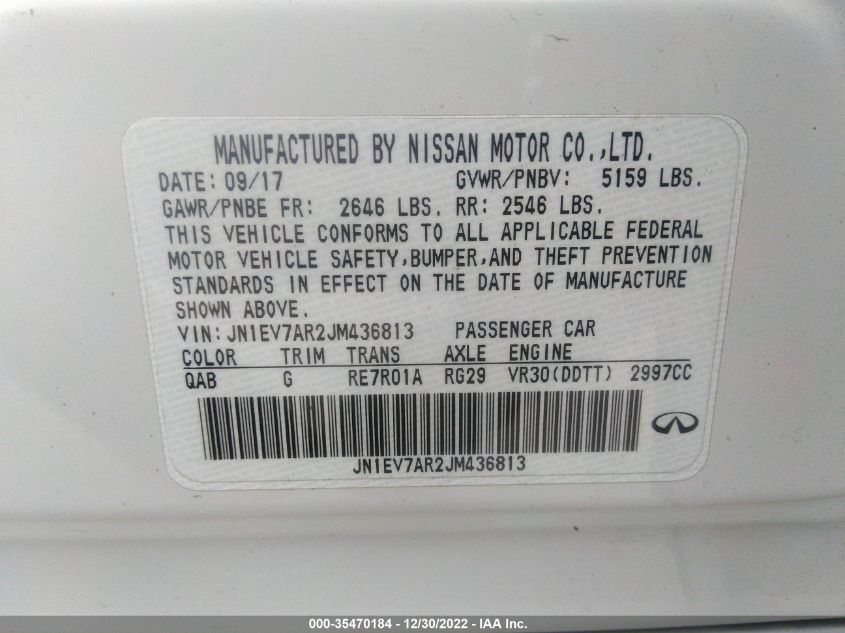 MANUFACTURED BY NISSAN MOTOR CO.,LTD.
DATE: 09/17 GVWR/PNBV: 5159 LBS.
GAWR/PNBE FR: 2646 LBS. RR: 2546 LBS.
THIS VEHICLE CONFORMS TO ALL APPLICABLE FEDERAL
MOTOR VEHICLE SAFETY,BUMPER,AND THEFT PREVENTION
STANDARDS IN EFFECT ON THE DATE OF MANUFACTURE
SHOWN ABOVE.
VIN: JN1EV7AR2JM436813 PASSENGER CAR
COLOR TRIM TRANS AXLE ENGINE
QAB G RE7R01A RG29 VR30(DDTT) 2997CC
JN1EV7AR2JM436813
000-35470184 - 12/30/2022 - IAA Inc.